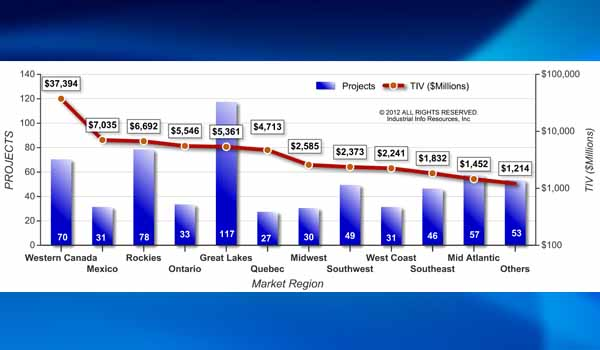 140
120
100
80
60
40
20
0
PROJECTS
$100,000
$10,000
$1,000
$100
TIV ($Millions)
Projects
TIV ($Millions)
© 2012 ALL RIGHTS RESERVED.
Industrial Info Resources, Inc
$37,394
$7,035
$6,692
$5,546
$5,361
$4,713
$2,585
$2,373
$2,241
$1,832
$1,452
$1,214
70
31
78
33
117
27
30
49
31
46
57
53
Western Canada
Mexico
Rockies
Ontario
Great Lakes
Quebec
Midwest
Southwest
West Coast
Southeast
Mid Atlantic
Others
Market Region